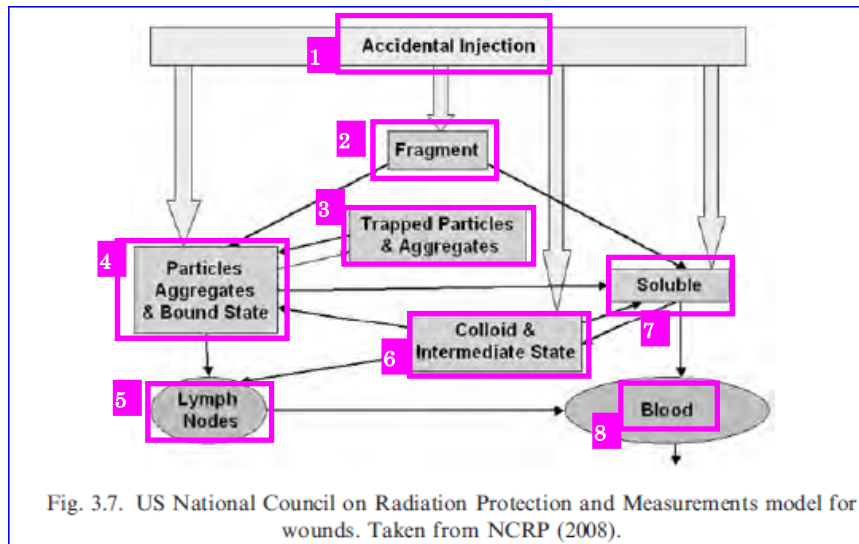 1
Accidental Injection
2
Fragment
3
Trapped Particles
& Aggregates
4
Particles
Aggregates
& Bound State
Soluble
7
Colloid &
Intermediate State
6
5
Lymph
Nodes
Blood
8
Fig. 3.7. US National Council on Radiation Protection and Measurements model for
wounds. Taken from NCRP (2008).